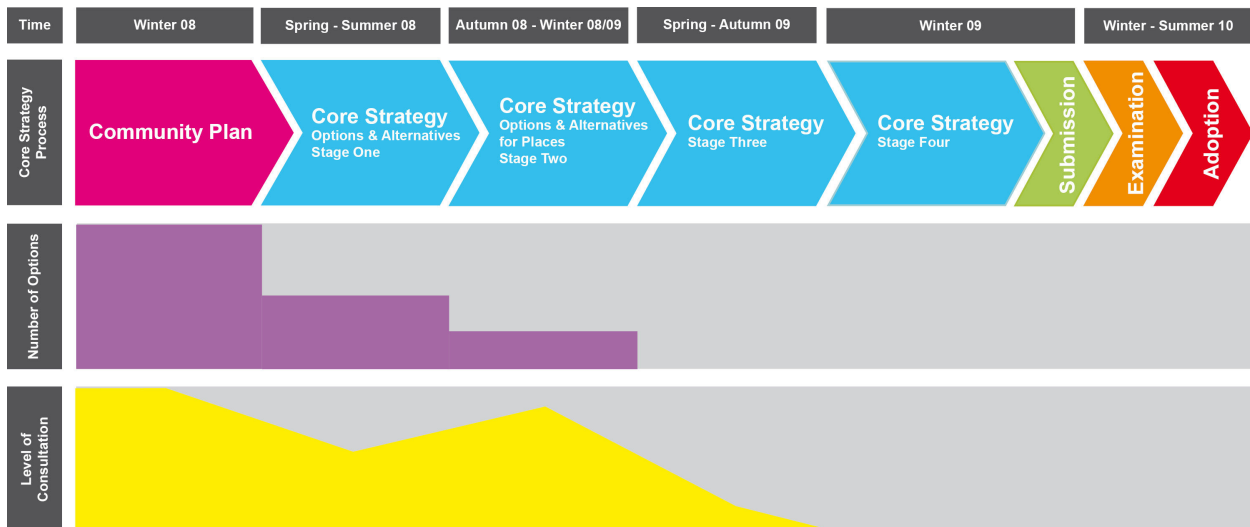 Time
Winter 08
Spring - Summer 08
Autumn 08 - Winter 08/09
Spring - Autumn 09
Winter 09
Winter - Summer 10
Core Strategy
Process
Community Plan
Core Strategy
Options & Alternatives
Stage One
Core Strategy
Options & Alternatives
for Places
Stage Two
Core Strategy
Stage Three
Core Strategy
Stage Four
Submission
Examination
Adoption
Number of Options
Level of
Consultation